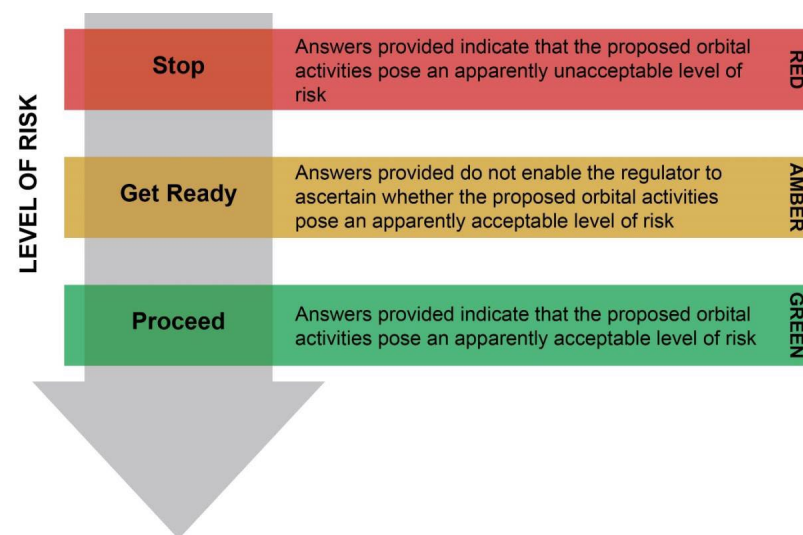 LEVEL OF RISK
Stop
Answers provided indicate that the proposed orbital
activities pose an apparently unacceptable level of
risk
RED
Get Ready
Answers provided do not enable the regulator to
ascertain whether the proposed orbital activities
pose an apparently acceptable level of risk
AMBER
Proceed
Answers provided indicate that the proposed orbital
activities pose an apparently acceptable level of risk
GREEN